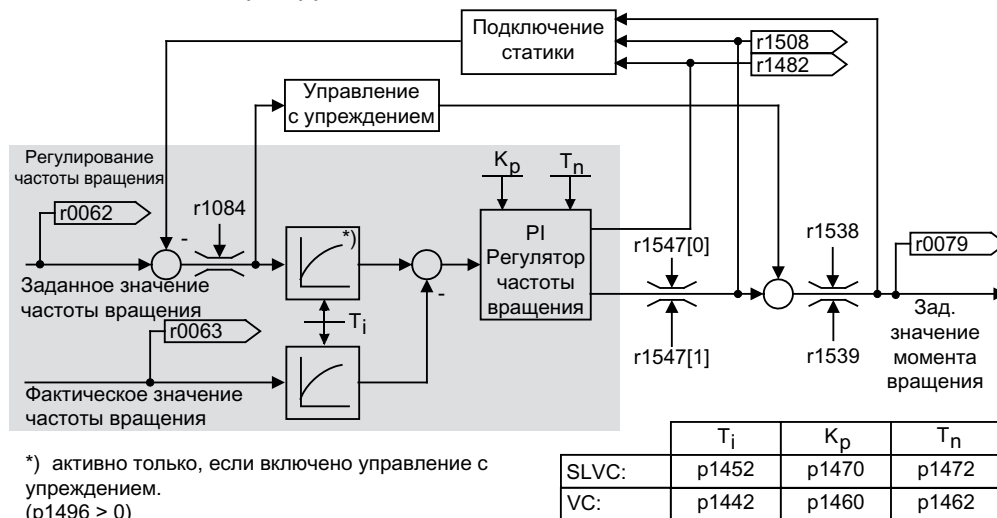 Подключение
статики
r1508
r1482
Управление
с упреждением
Регулирование
частоты вращения
r0062
r1084
Kp
Tn
*)
-
PI
Регулятор
частоты
вращения
r1547[0]
r1538
r0079
Заданное значение
частоты вращения
-
Ti
r0063
r1547[1]
r1539
Зад.
значение
момента
вращения
Фактическое значение
частоты вращения
*) активно только, если включено управление с
упреждением.
(p1496 > 0)
Ti Kp Tn
SLVC: p1452 p1470 p1472
VC: p1442 p1460 p1462